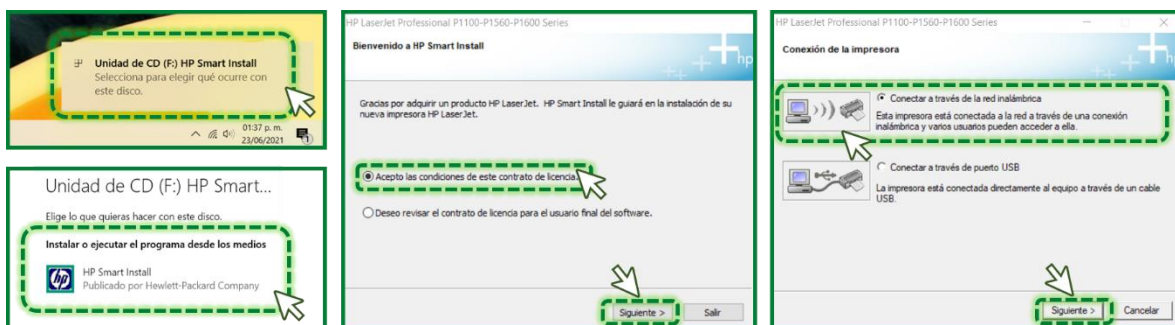 Unidad de CD (F:) HP Smart Install
Selecciona para elegir qué ocurre con
este disco.
01:37 p. m.
23/06/2021
1
Unidad de CD (F:) HP Smart...
Elige lo que quieras hacer con este disco.
Instalar o ejecutar el programa desde los medios
hp
HP Smart Install
Publicado por Hewlett-Packard Company
HP LaserJet Professional P1100-P1560-P1600 Series
Bienvenido a HP Smart Install
hp
Gracias por adquirir un producto HP LaserJet. HP Smart Install le guiará en la instalación de su
nueva impresora HP LaserJet.
Acepto las condiciones de este contrato de licencia.
Deseo revisar el contrato de licencia para el usuario final del software.
Siguiente >
Salir
HP LaserJet Professional P1100-P1560-P1600 Series
Conexión de la impresora
h
Conectar a través de la red inalámbrica
Esta impresora está conectada a la red a través de una conexión
inalámbrica y varios usuarios pueden acceder a ella.
Conectar a través de puerto USB
La impresora está conectada directamente al equipo a través de un cable
USB.
Siguiente >
Cancelar